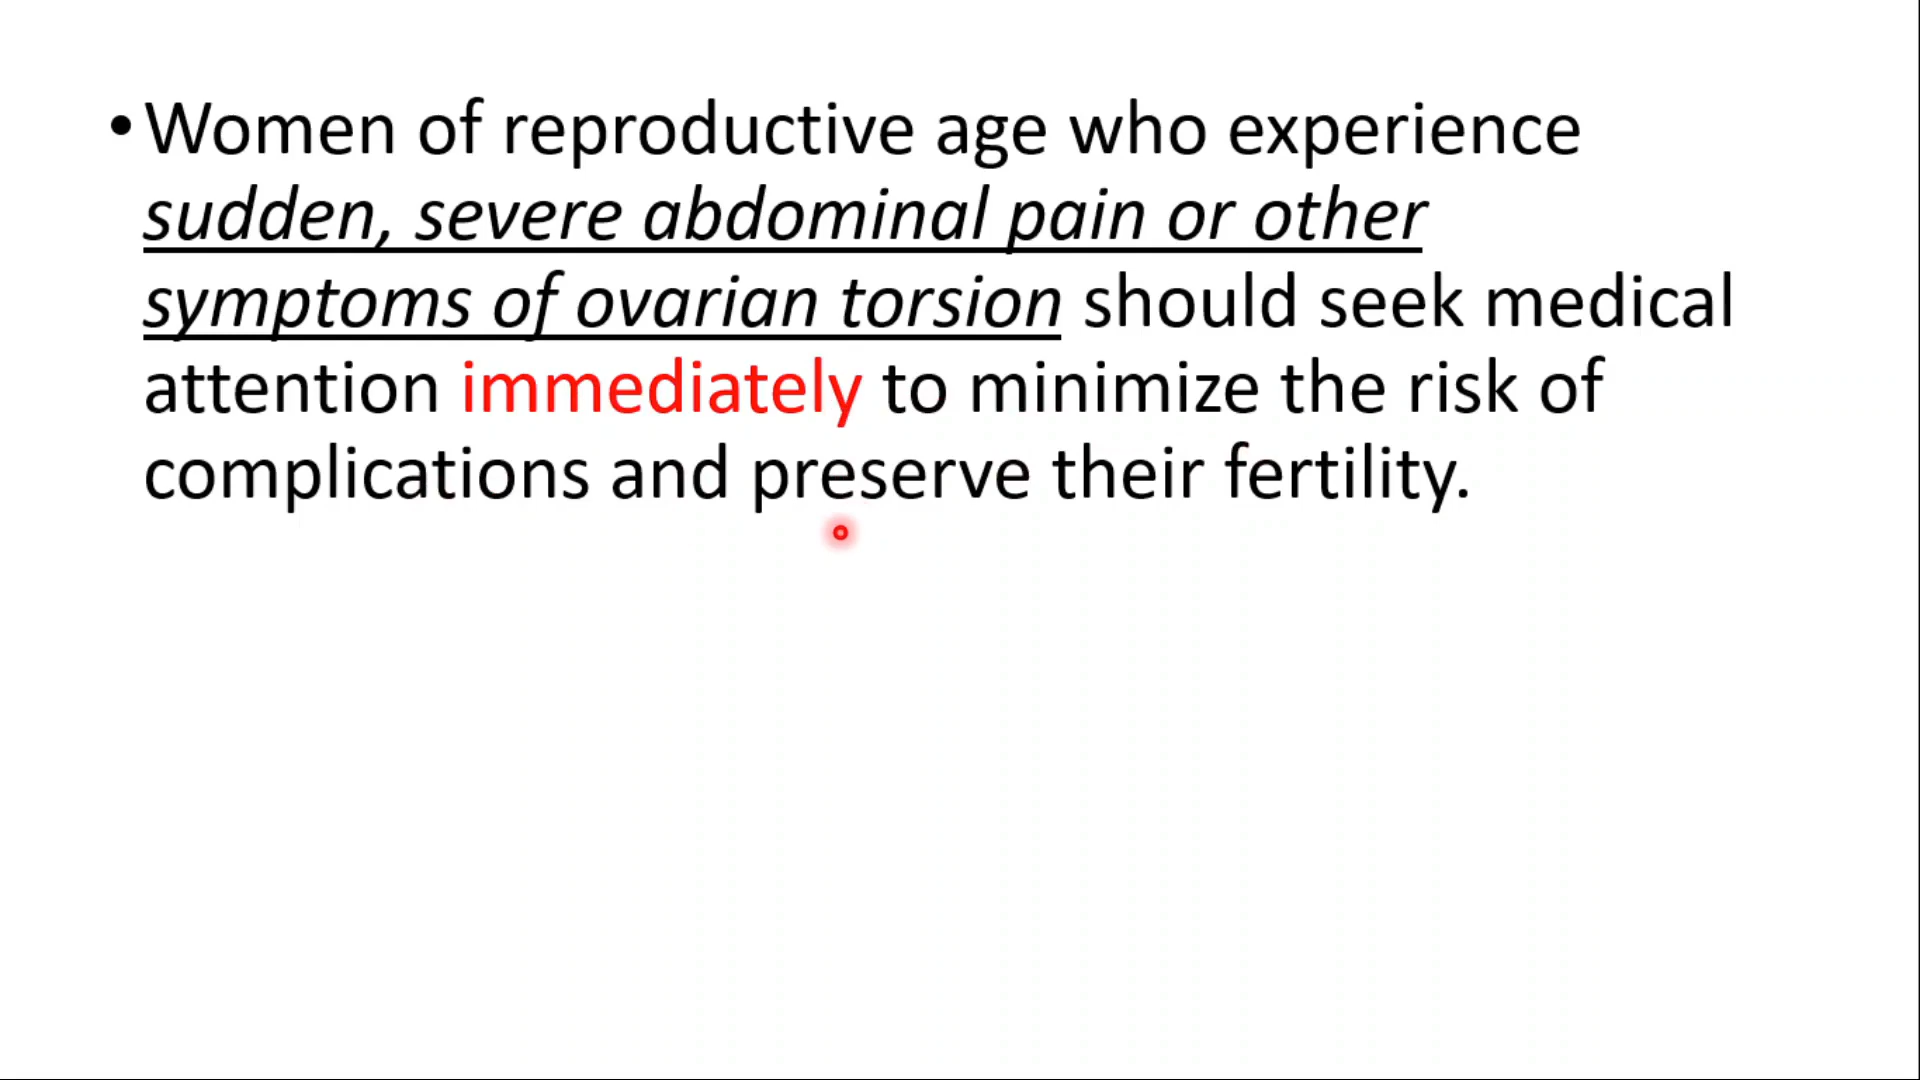 • Women of reproductive age who experience
sudden, severe abdominal pain or other
symptoms of ovarian torsion should seek medical
attention immediately to minimize the risk of
complications and preserve their fertility.